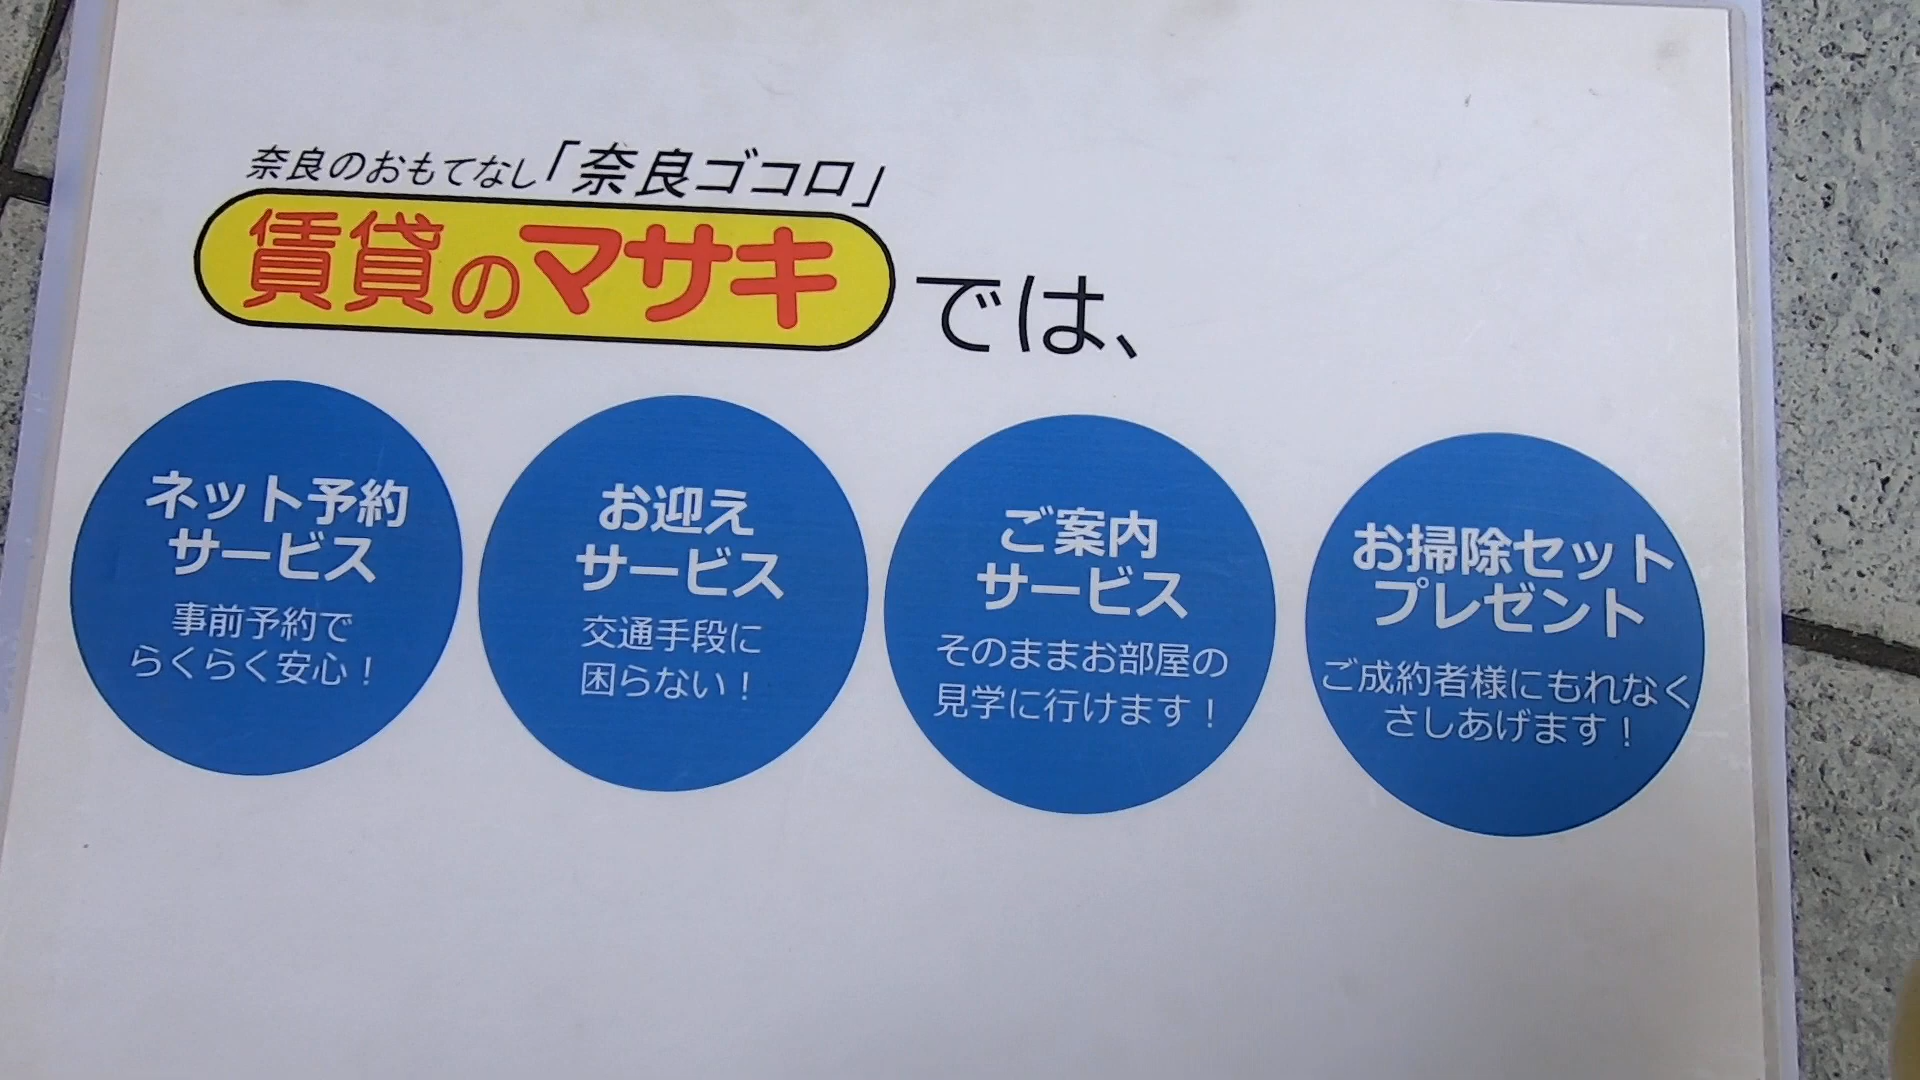 奈良のおもてなし「奈良ゴコロ」
賃貸のマサキでは、
ネット予約
サービス
事前予約で
らくらく安心！
お迎え
サービス
交通手段に
困らない！
ご案内
サービス
そのままお部屋の
見学に行けます！
お掃除セット
プレゼント
ご成約者様にもれなく
さしあげます！